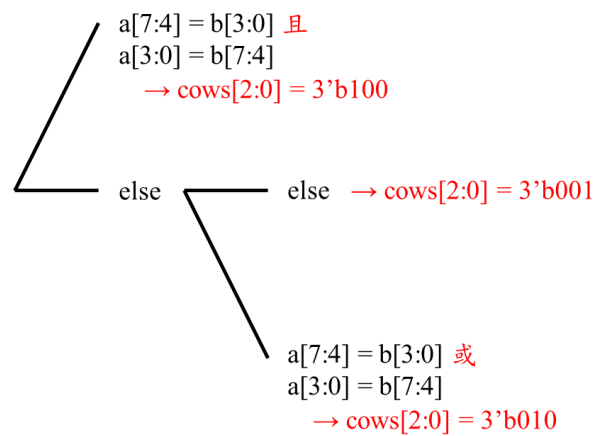 a[7:4] = b[3:0] 且
a[3:0] = b[7:4]
→ cows[2:0] = 3’b100
else
else → cows[2:0] = 3’b001
a[7:4] = b[3:0] 或
a[3:0] = b[7:4]
→ cows[2:0] = 3’b010